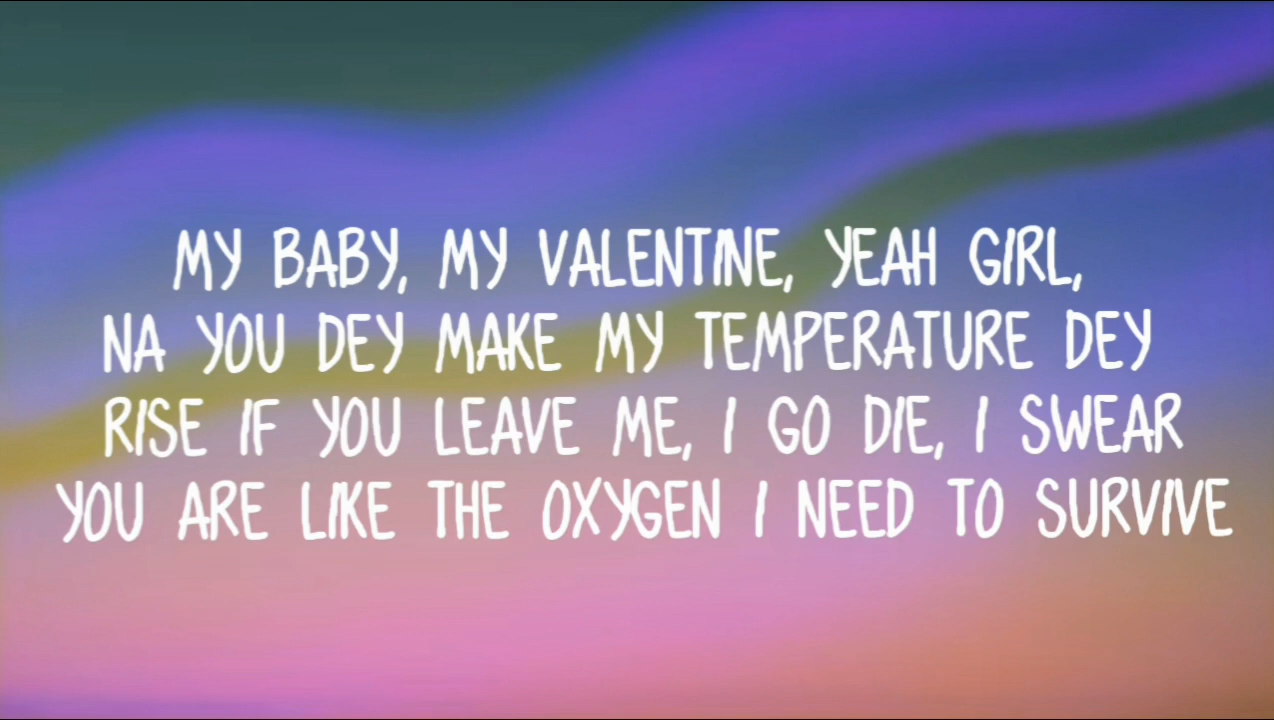 MY BABY, MY VALENTINE, YEAH GIRL,
NA YOU DEY MAKE MY TEMPERATURE DEY
RISE IF YOU LEAVE ME, I GO DIE, I SWEAR
YOU ARE LIKE THE OXYGEN I NEED TO SURVIVE